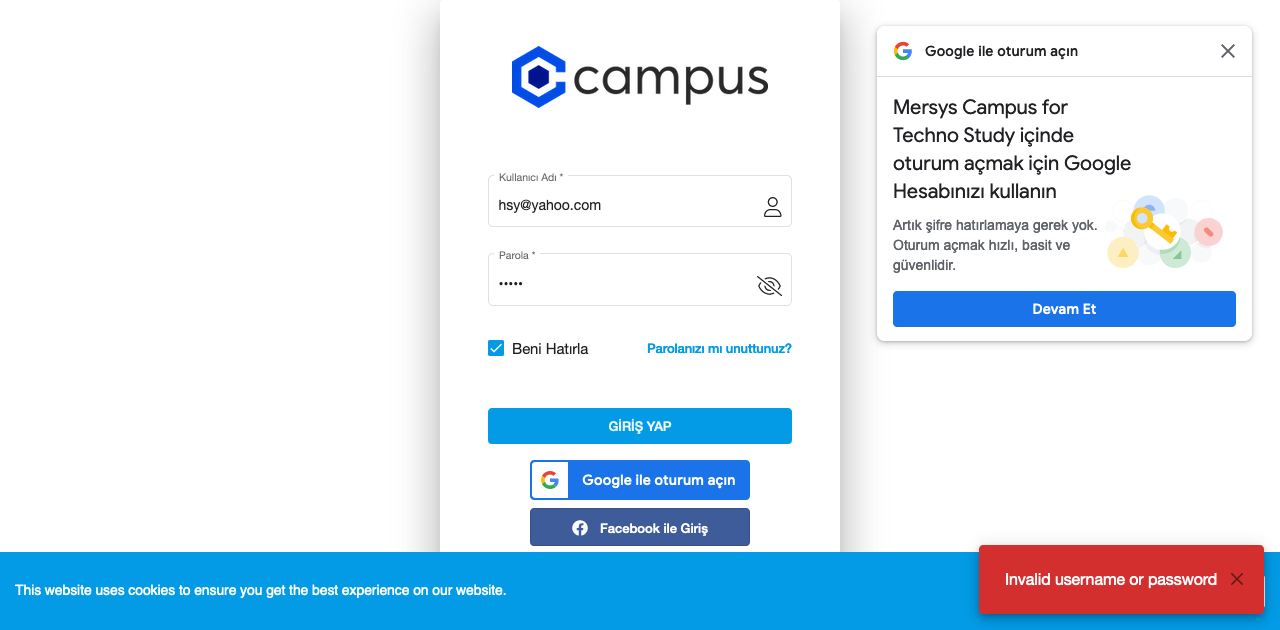 campus
Kullanıcı Adı *
hsy@yahoo.com
Parola *
•••••
Beni Hatırla
Parolanızı mı unuttunuz?
GİRİŞ YAP
Google ile oturum açın
Facebook ile Giriş
Google ile oturum açın
Mersys Campus for
Techno Study içinde
oturum açmak için Google
Hesabınızı kullanın
Artık şifre hatırlamaya gerek yok.
Oturum açmak hızlı, basit ve
güvenlidir.
Devam Et
This website uses cookies to ensure you get the best experience on our website.
Invalid username or password